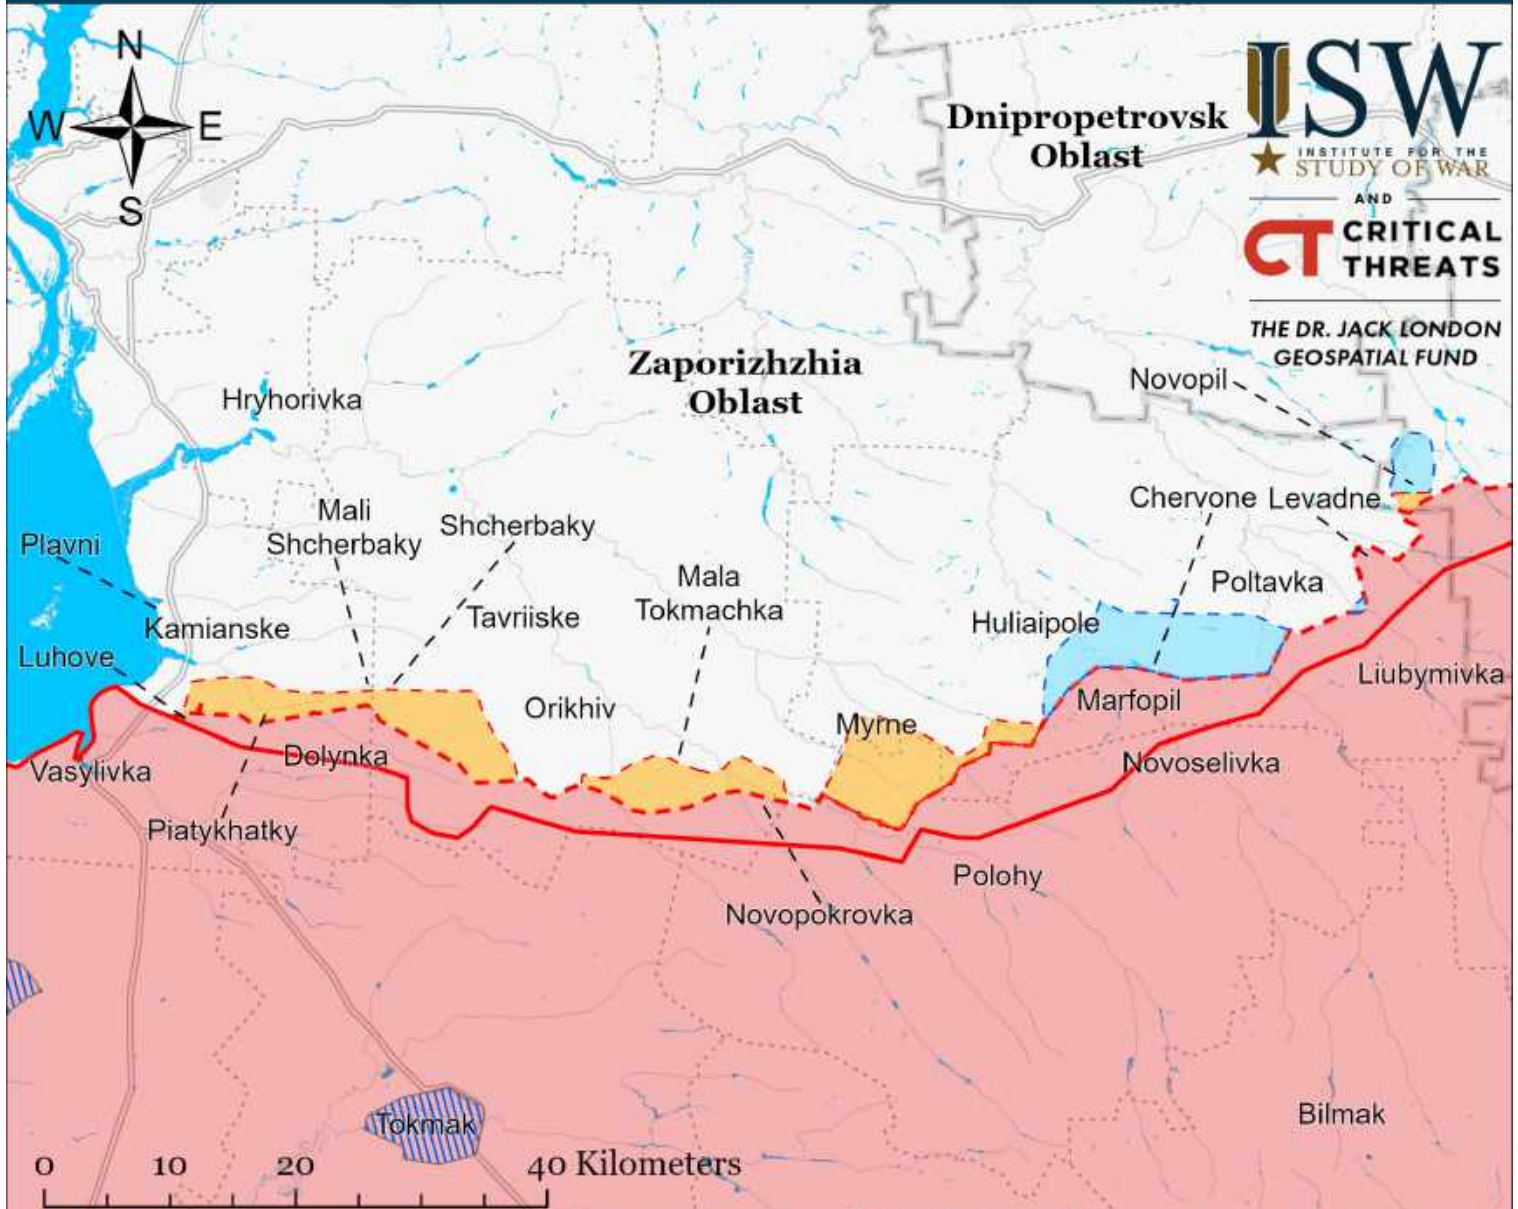 N
W
E
S
Dnipropetrovsk
Oblast
ISW
INSTITUTE FOR THE
STUDY OF WAR
AND
CT CRITICAL
THREATS
THE DR. JACK LONDON
GEOSPATIAL FUND
Zaporizhzhia
Oblast
Novopil
Hryhorivka
Mali
Shcherbaky
Shcherbaky
Chervone
Levadne
Plavni
Mala
Tokmachka
Poltavka
Kamianske
Tavriiske
Huliaipole
Luhove
Liubymivka
Orikhiv
Marfopil
Myrne
Vasylivka
Dolynka
Novoselivka
Piatykhatky
Polohy
Novopokrovka
Tokmak
Bilmak
0 10 20 40 Kilometers